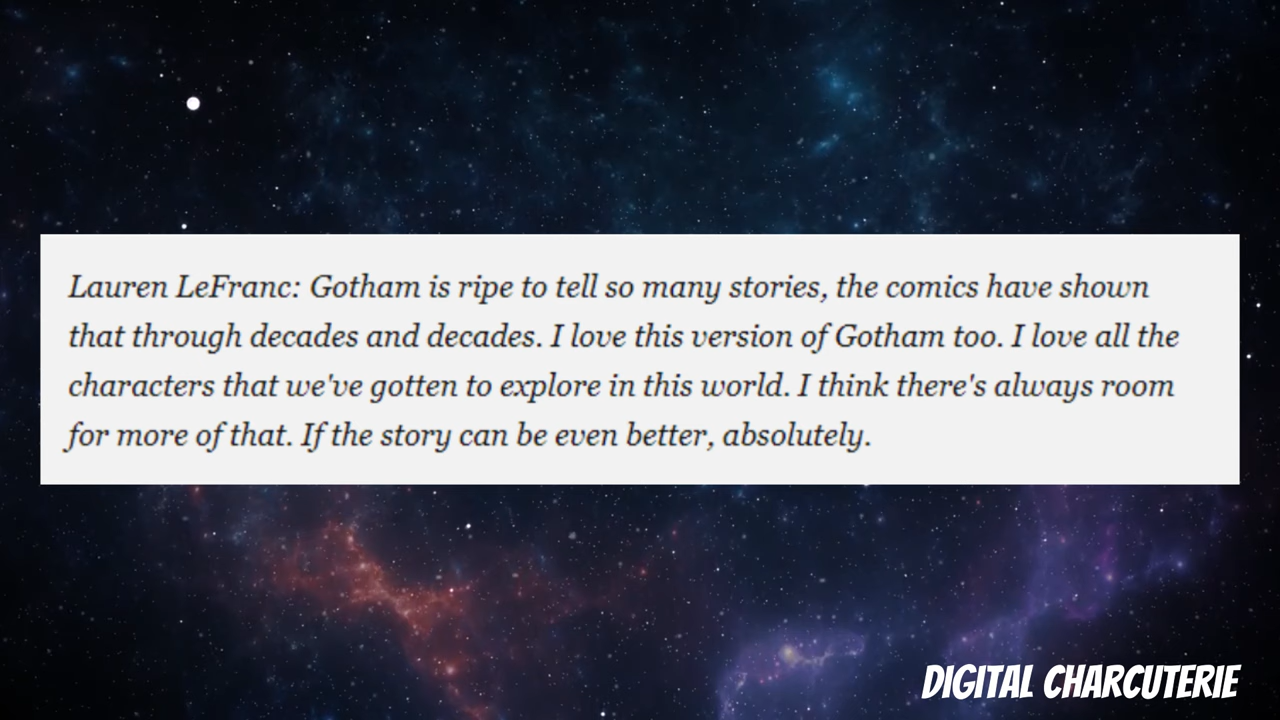 Lauren LeFranc: Gotham is ripe to tell so many stories, the comics have shown
that through decades and decades. I love this version of Gotham too. I love all the
characters that we've gotten to explore in this world. I think there's always room
for more of that. If the story can be even better, absolutely.
DIGITAL CHARCUTERIE